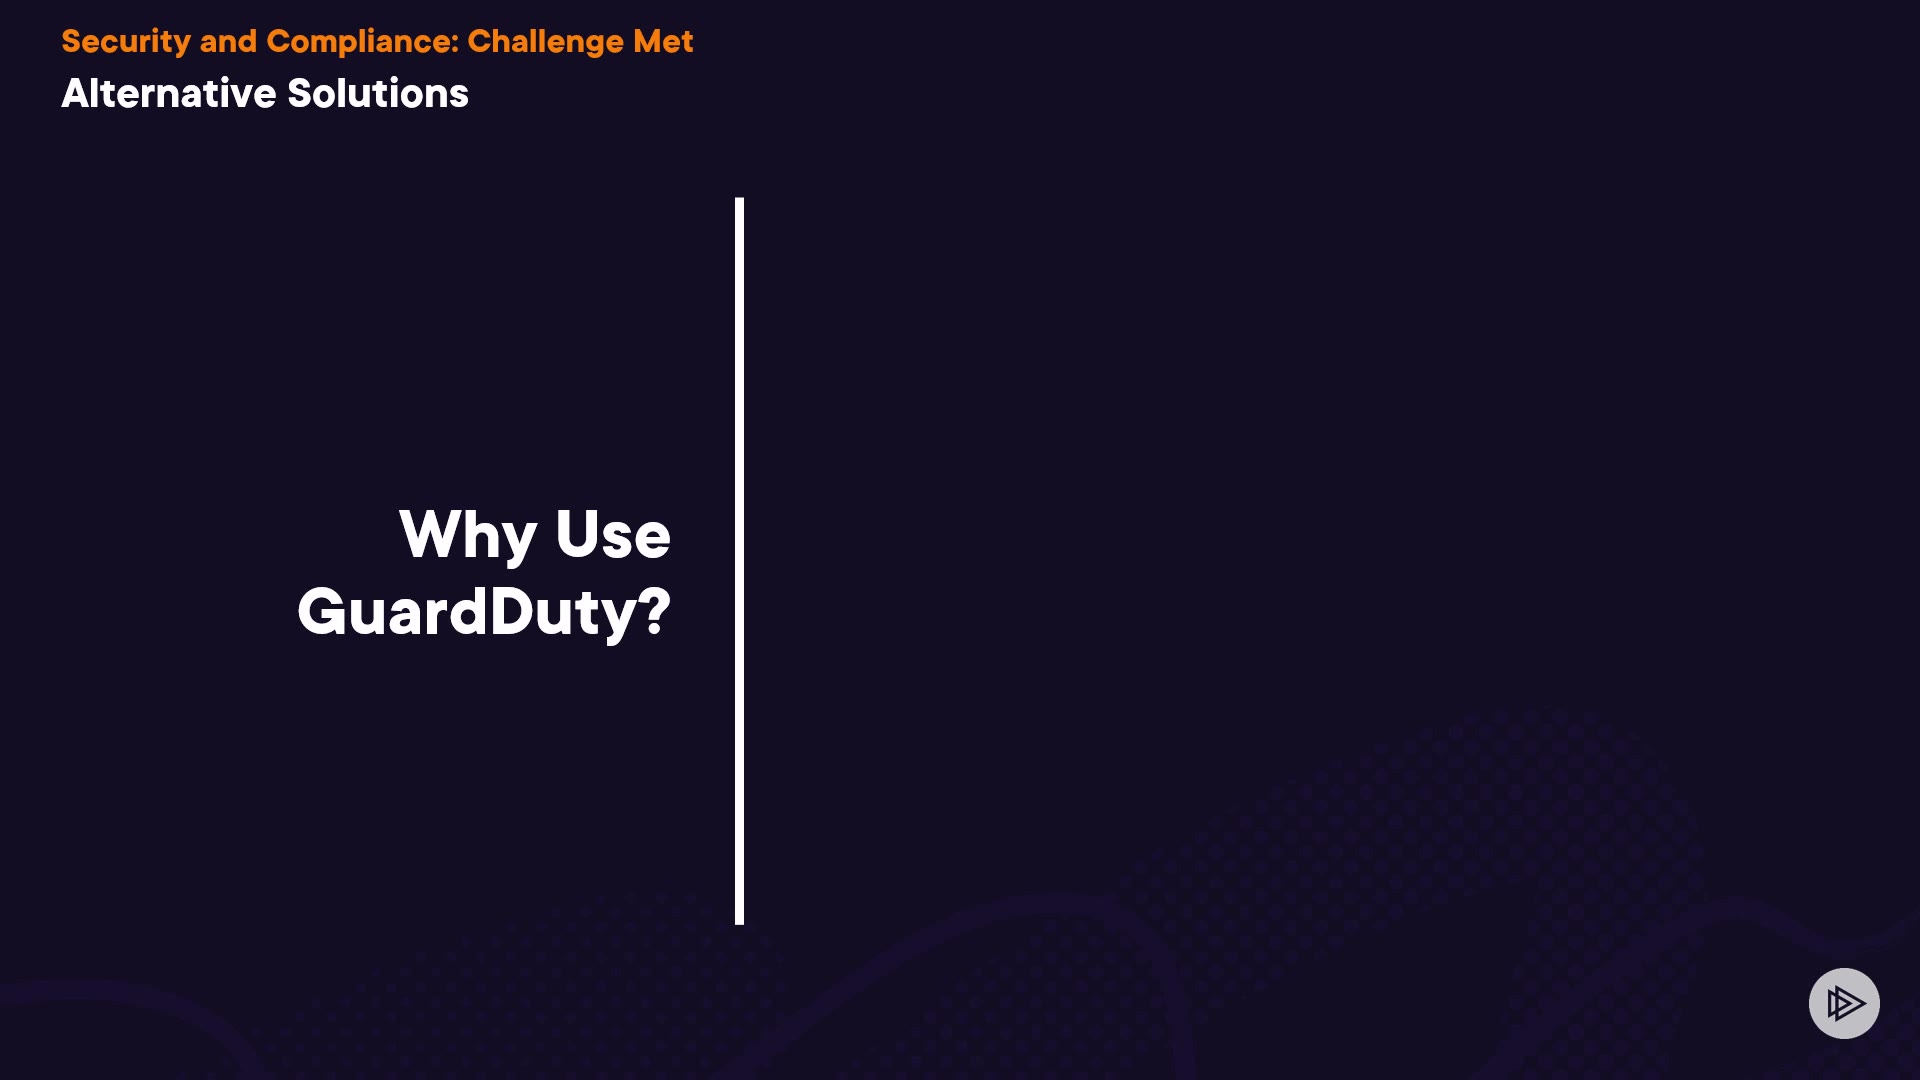 Security and Compliance: Challenge Met
Alternative Solutions
Why Use
GuardDuty?